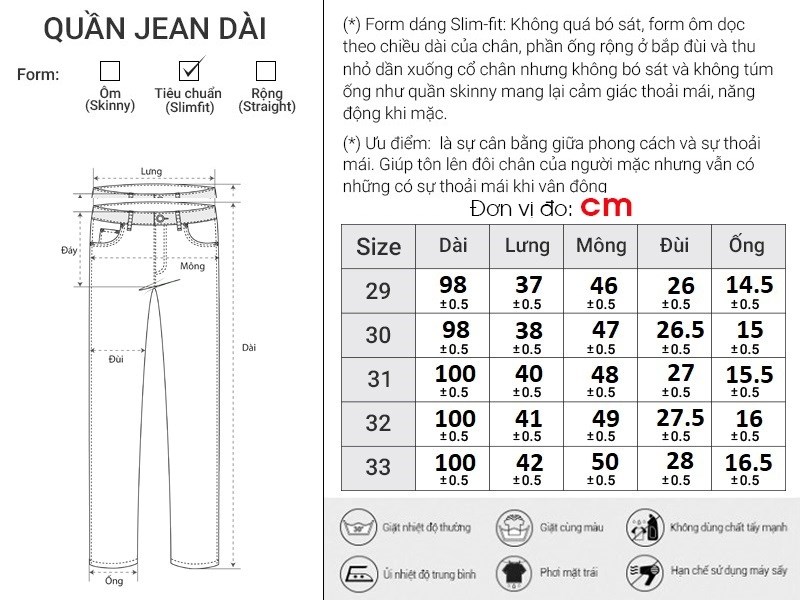 QUẦN JEAN DÀI
Form:
Ôm
(Skinny)
Tiêu chuẩn
(Slimfit)
Rộng
(Straight)
Lưng
Đáy
Mông
Đùi
Dài
Ống
(*) Form dáng Slim-fit: Không quá bó sát, form ôm dọc
theo chiều dài của chân, phần ống rộng ở bắp đùi và thu
nhỏ dần xuống cổ chân nhưng không bó sát và không túm
ống như quần skinny mang lại cảm giác thoải mái, năng
động khi mặc.
(*) Ưu điểm: là sự cân bằng giữa phong cách và sự thoải
mái. Giúp tôn lên đôi chân của người mặc nhưng vẫn có
những có sự thoải mái khi vân đông
Đơn vị đo: cm
Size Dài Lưng Mông Đùi Ống
29 98 ±0.5 37 ±0.5 46 ±0.5 26 ±0.5 14.5 ±0.5
30 98 ±0.5 38 ±0.5 47 ±0.5 26.5 ±0.5 15 ±0.5
31 100 ±0.5 40 ±0.5 48 ±0.5 27 ±0.5 15.5 ±0.5
32 100 ±0.5 41 ±0.5 49 ±0.5 27.5 ±0.5 16 ±0.5
33 100 ±0.5 42 ±0.5 50 ±0.5 28 ±0.5 16.5 ±0.5
30° Giặt nhiệt độ thường
Giặt cùng màu
Không dùng chất tẩy mạnh
Ủi nhiệt độ trung bình
Phơi mặt trái
Hạn chế sử dụng máy sấy